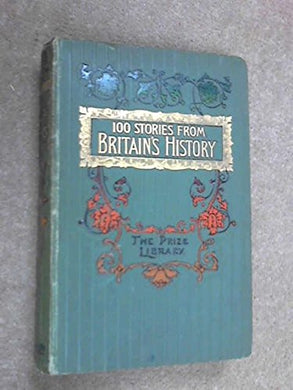 100 STORIES FROM
BRITAIN'S HISTORY
THE PRIZE
LIBRARY.